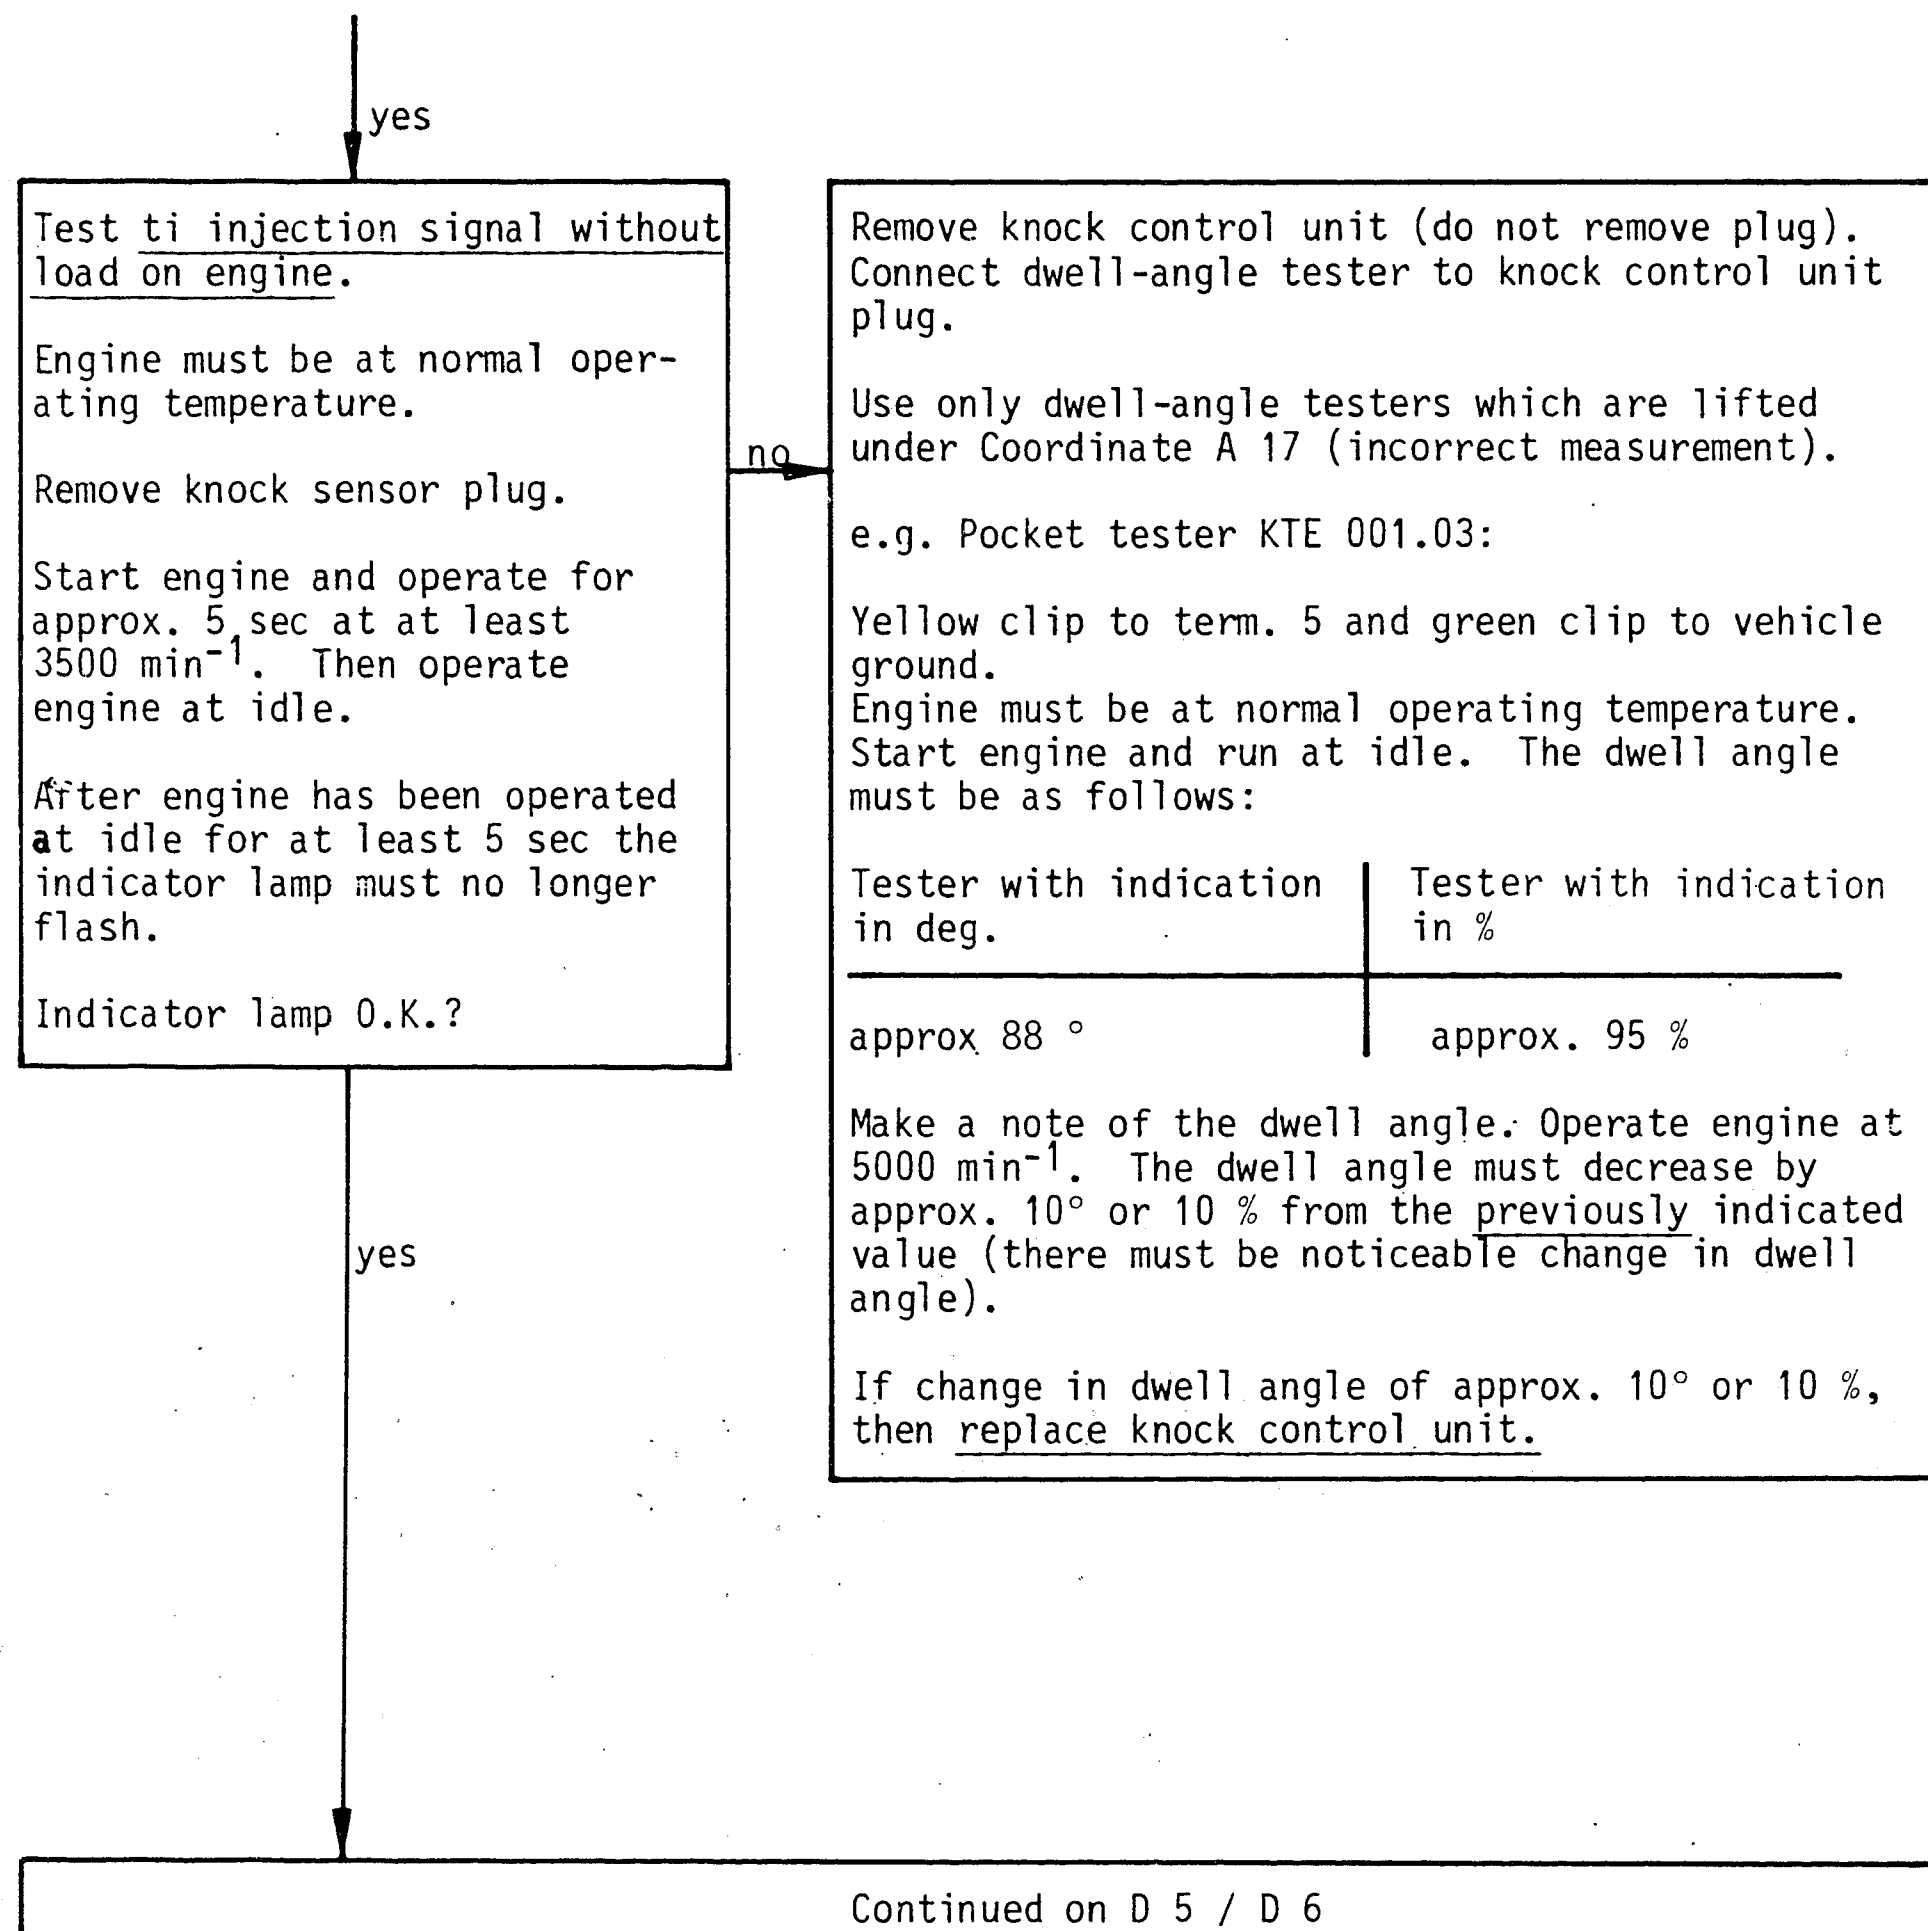 yes
Test ti injection signal without
load on engine.
Engine must be at normal oper-
ating temperature.
Remove knock sensor plug.
Start engine and operate for
approx. 5 sec at at least
3500 min⁻¹. Then operate
engine at idle.
After engine has been operated
at idle for at least 5 sec the
indicator lamp must no longer
flash.
Indicator lamp O.K.?
no
Remove knock control unit (do not remove plug).
Connect dwell-angle tester to knock control unit
plug.
Use only dwell-angle testers which are lifted
under Coordinate A 17 (incorrect measurement).
e.g. Pocket tester KTE 001.03:
Yellow clip to term. 5 and green clip to vehicle
ground.
Engine must be at normal operating temperature.
Start engine and run at idle. The dwell angle
must be as follows:
Tester with indication
in deg.
Tester with indication
in %
approx. 88 °
approx. 95 %
Make a note of the dwell angle. Operate engine at
5000 min⁻¹. The dwell angle must decrease by
approx. 10° or 10 % from the previously indicated
value (there must be noticeable change in dwell
angle).
If change in dwell angle of approx. 10° or 10 %,
then replace knock control unit.
yes
Continued on D 5 / D 6